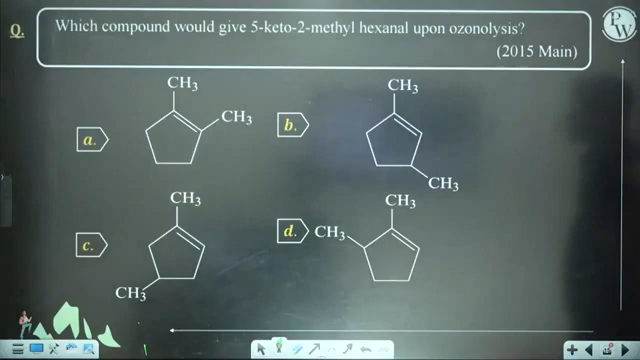 Q.
Which compound would give 5-keto-2-methyl hexanal upon ozonolysis?
(2015 Main)
P
W
a.
CH₃
CH₃
b.
CH₃
CH₃
c.
CH₃
CH₃
d.
CH₃
CH₃